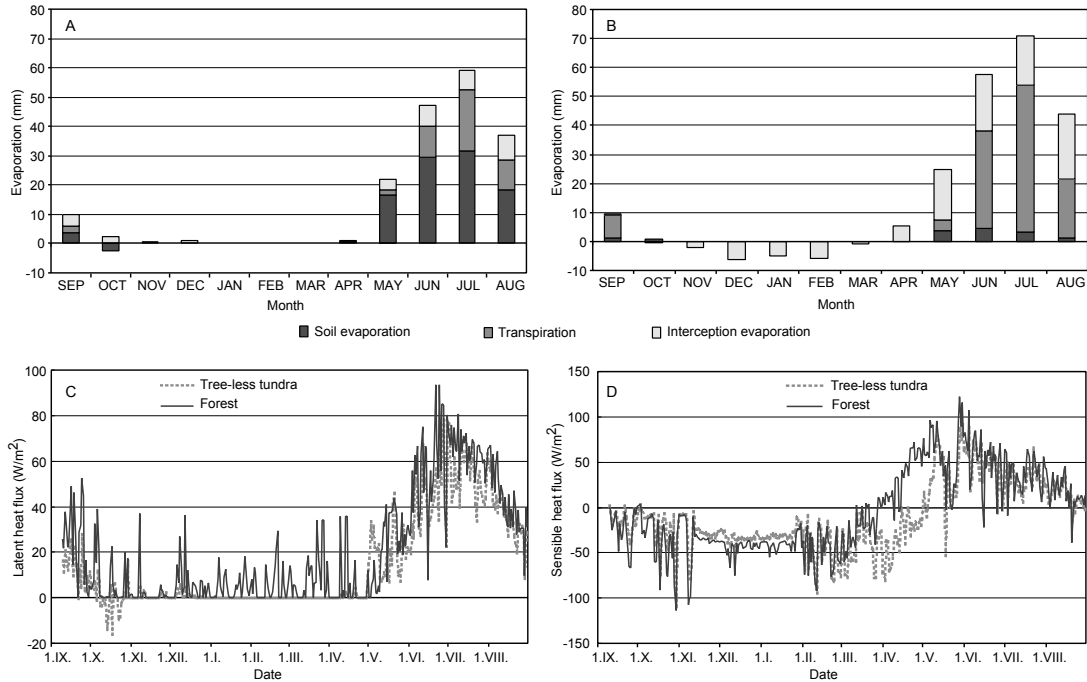 A
80
70
60
50
40
30
20
10
0
-10
Evaporation (mm)
SEP OCT NOV DEC JAN FEB MAR APR MAY JUN JUL AUG
Month
B
80
70
60
50
40
30
20
10
0
-10
Evaporation (mm)
SEP OCT NOV DEC JAN FEB MAR APR MAY JUN JUL AUG
Month
Soil evaporation Transpiration Interception evaporation
C
Tree-less tundra
Forest
100
80
60
40
20
0
-20
Latent heat flux (W/m²)
1.IX. 1.X. 1.XI. 1.XII. 1.I. 1.II. 1.III. 1.IV. 1.V. 1.VI. 1.VII. 1.VIII.
Date
D
Tree-less tundra
Forest
150
100
50
0
-50
-100
-150
Sensible heat flux (W/m²)
1.IX. 1.X. 1.XI. 1.XII. 1.I. 1.II. 1.III. 1.IV. 1.V. 1.VI. 1.VII. 1.VIII.
Date